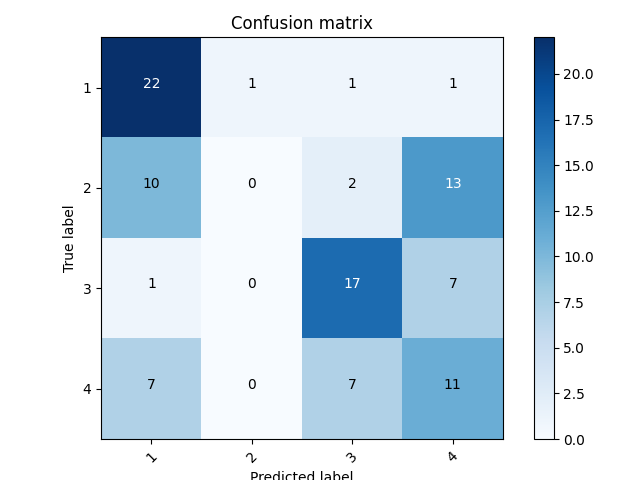 Confusion matrix
True label
1 22 1 1 1
2 10 0 2 13
3 1 0 17 7
4 7 0 7 11
1 2 3 4
Predicted label
20.0
17.5
15.0
12.5
10.0
7.5
5.0
2.5
0.0